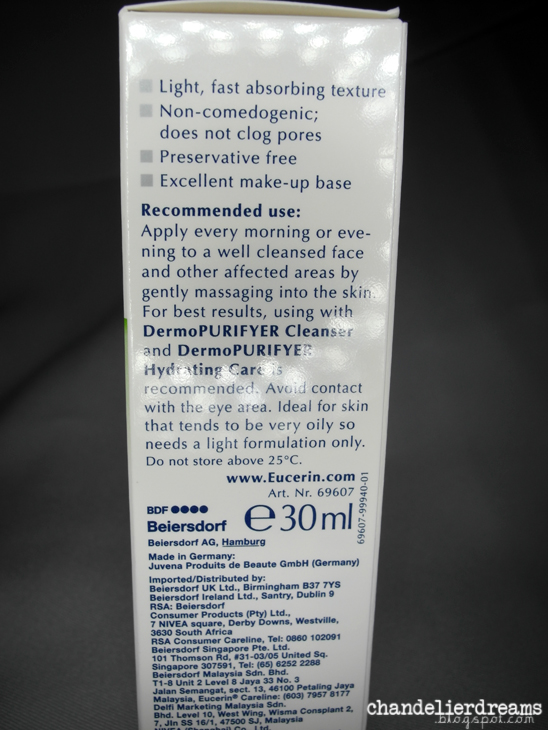 Light, fast absorbing texture
Non-comedogenic;
does not clog pores
Preservative free
Excellent make-up base
Recommended use:
Apply every morning or eve-
ning to a well cleansed face
and other affected areas by
gently massaging into the skin.
For best results, using with
DermoPURIFYER Cleanser
and DermoPURIFYER
Hydrating Care is
recommended. Avoid contact
with the eye area. Ideal for skin
that tends to be very oily so
needs a light formulation only.
Do not store above 25°C.
www.Eucerin.com
Art. Nr. 69607
BDF
Beiersdorf
℮30ml
69607-99940-01
Beiersdorf AG, Hamburg
Made in Germany:
Juvena Produits de Beaute GmbH (Germany)
Imported/Distributed by:
Beiersdorf UK Ltd., Birmingham B37 7YS
Beiersdorf Ireland Ltd., Santry, Dublin 9
RSA: Beiersdorf
Consumer Products (Pty) Ltd.,
7 NIVEA square, Derby Downs, Westville,
3630 South Africa
RSA Consumer Careline, Tel: 0860 102091
Beiersdorf Singapore Pte. Ltd.
101 Thomson Rd, #31-03/05 United Sq.
Singapore 307591, Tel: (65) 6252 2288
Beiersdorf Malaysia Sdn. Bhd.
T1-8 Unit 2 Level 8 Jaya 33 No. 3
Jalan Semangat, sect. 13, 46100 Petaling Jaya
Malaysia, Eucerin® Careline: (603) 7957 8177
Delfi Marketing Malaysia Sdn.
Bhd. Level 10, West Wing, Wisma Consplant 2,
7, Jln SS 16/1, 47500 SJ, Malaysia
NIVEA (Shanghai) Co. Ltd.
chandelierdreams
blogspot.com